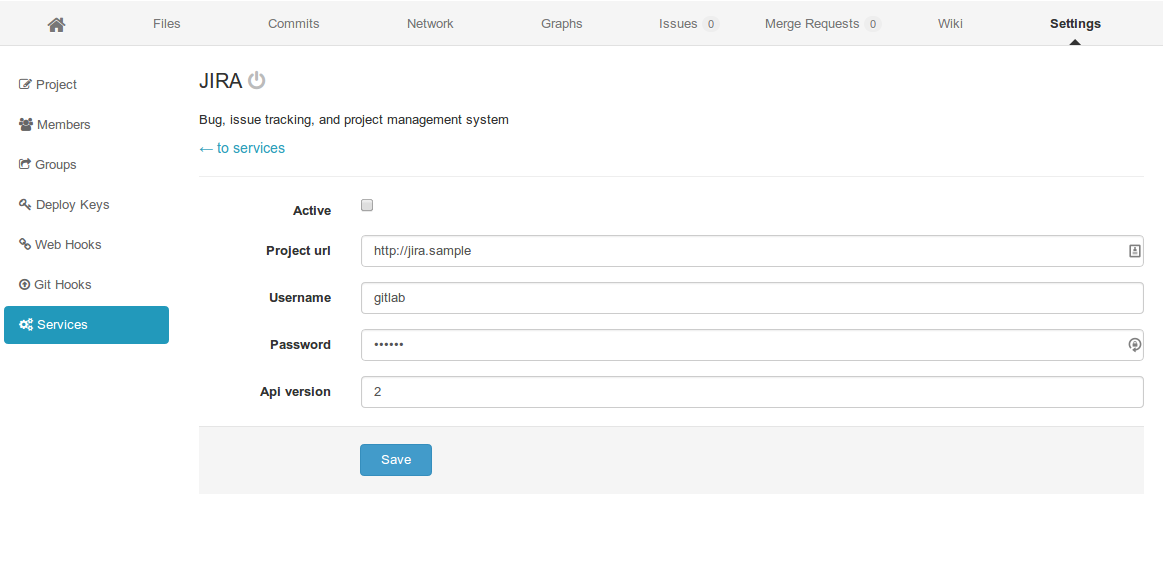 Files Commits Network Graphs Issues 0 Merge Requests 0 Wiki Settings
Project
Members
Groups
Deploy Keys
Web Hooks
Git Hooks
Services
JIRA
Bug, issue tracking, and project management system
← to services
Active
Project url http://jira.sample
Username gitlab
Password ••••••
Api version 2
Save